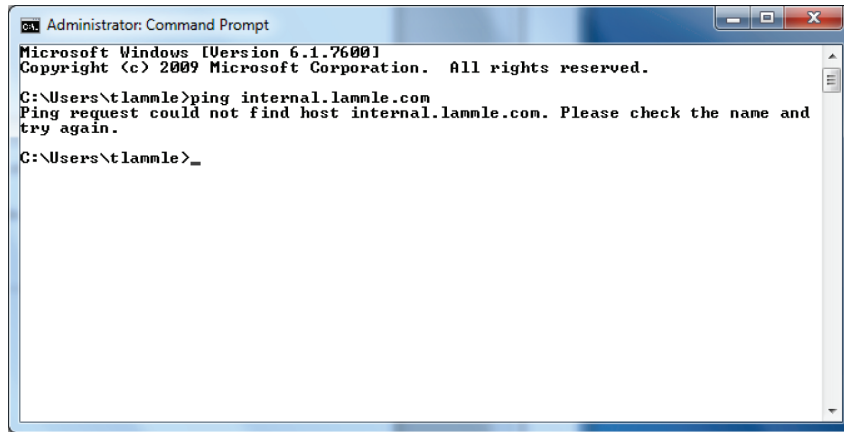 Administrator: Command Prompt
Microsoft Windows [Version 6.1.7600]
Copyright (c) 2009 Microsoft Corporation.  All rights reserved.
C:\Users\tlammle>ping internal.lammle.com
Ping request could not find host internal.lammle.com. Please check the name and
try again.
C:\Users\tlammle>_